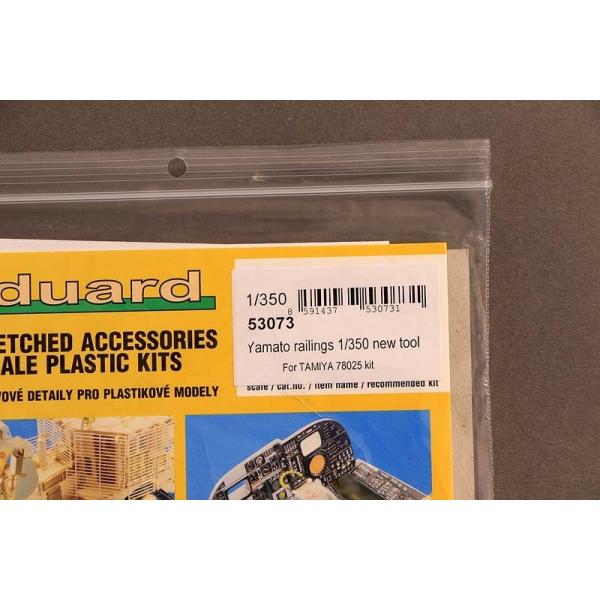 duard
ETCHED ACCESSORIES
ALE PLASTIC KITS
OVÉ DETAILY PRO PLASTIKOVÉ MODELY
1/350
53073
8 591437 530731
Yamato railings 1/350 new tool
For TAMIYA 78025 kit
scale / cat.no. / item name / recommended kit